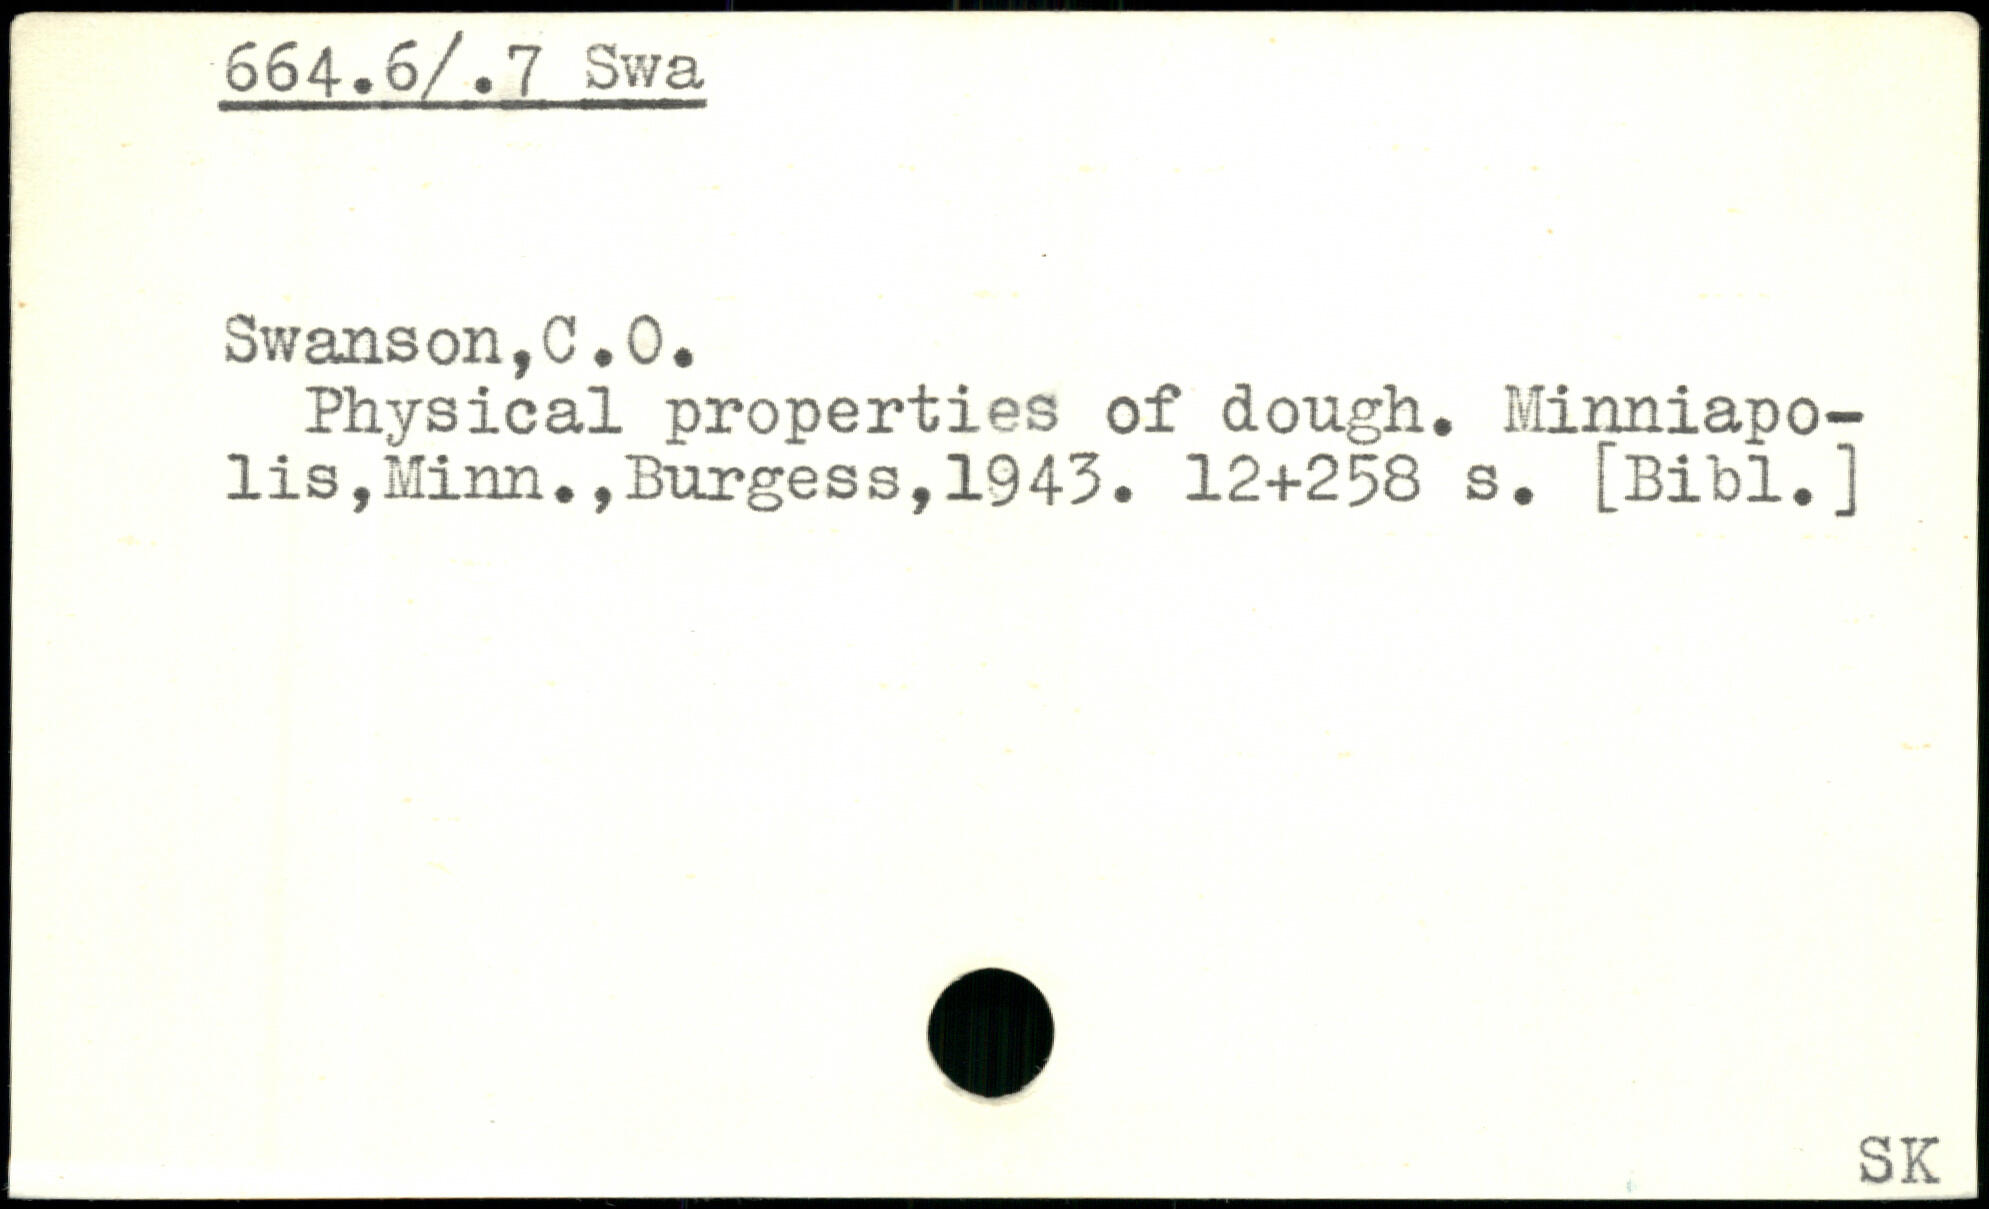 664.6/.7 Swa
Swanson,C.O.
Physical properties of dough. Minniapo-
lis,Minn.,Burgess,1943. 12+258 s. [Bibl.]
SK